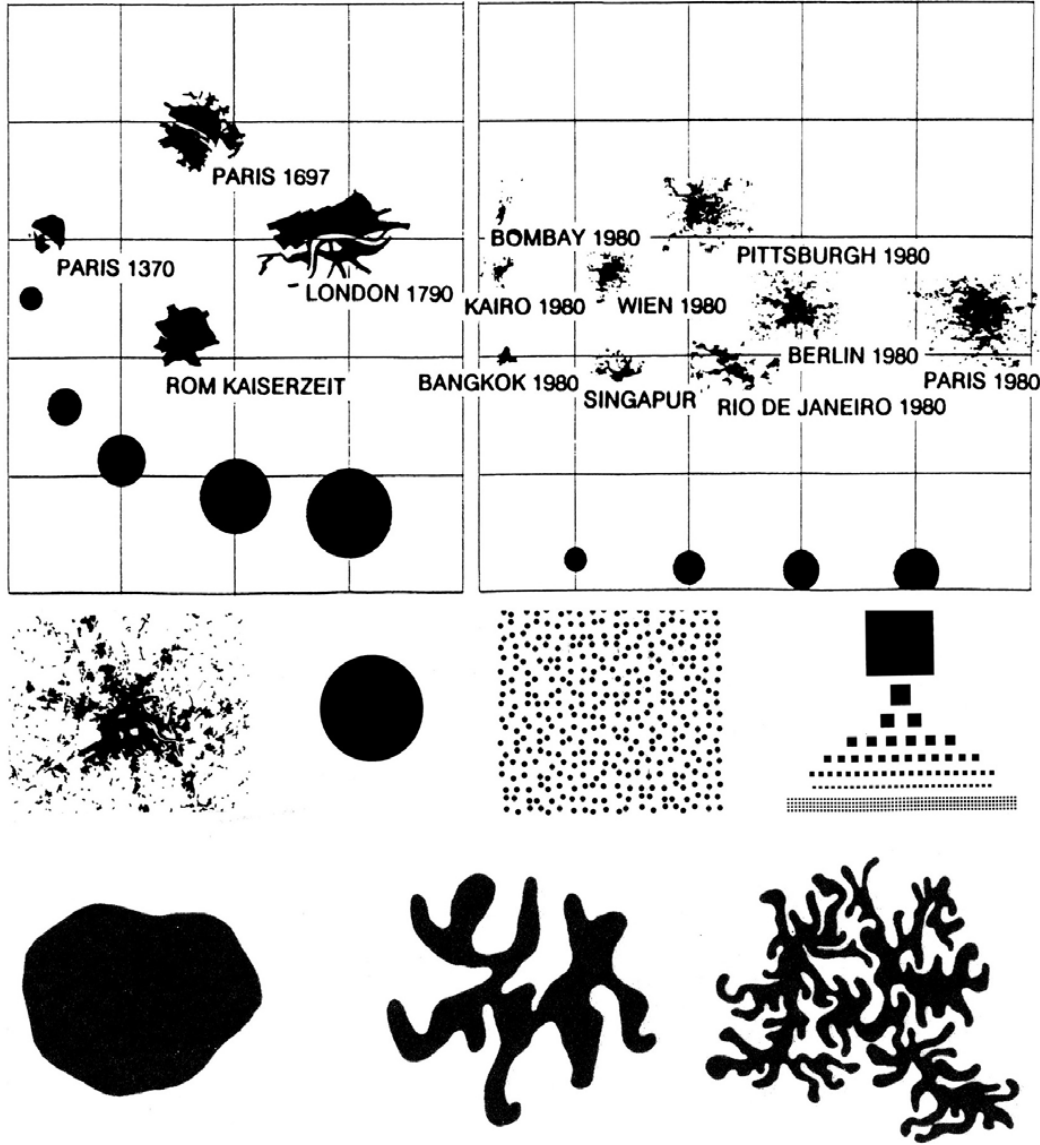 PARIS 1697
PARIS 1370
LONDON 1790
ROM KAISERZEIT
BOMBAY 1980
PITTSBURGH 1980
KAIRO 1980
WIEN 1980
BERLIN 1980
BANGKOK 1980
SINGAPUR
RIO DE JANEIRO 1980
PARIS 1980